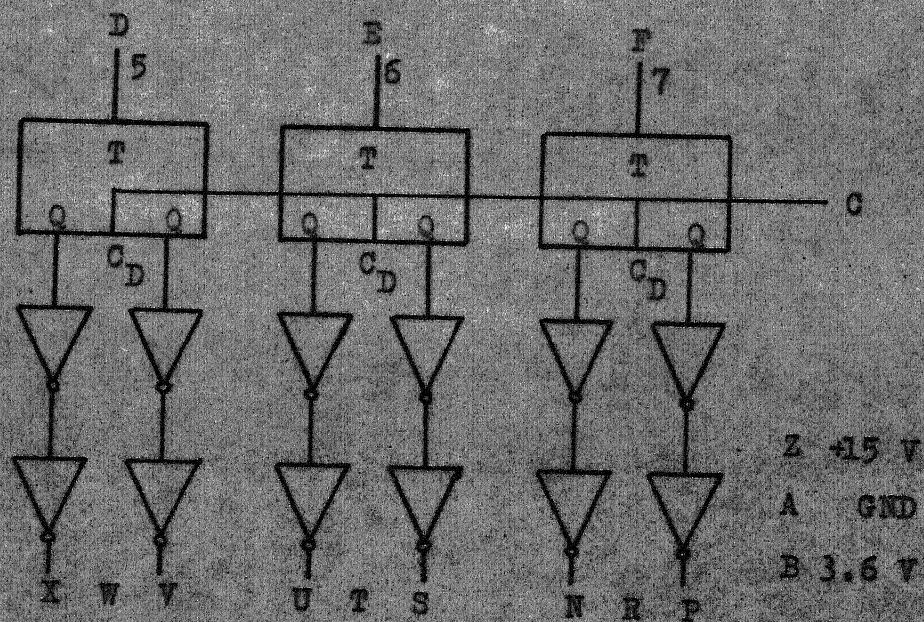 D E F
5 6 7
T T T
C
Q Q Q Q Q Q
CD CD CD
Z +15 V
A GND
B 3.6 V
X W V U T S N R P